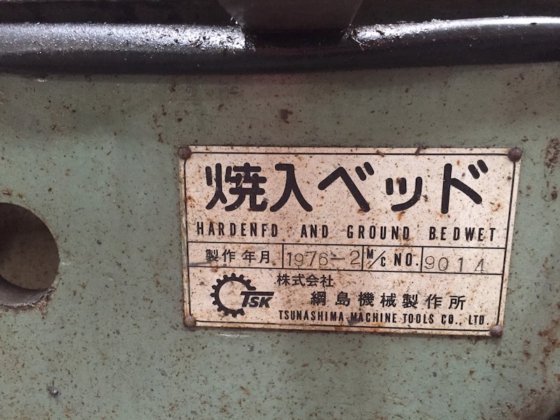 焼入ベッド
HARDENFD AND GROUND BEDWET
製作年月 1976-2 M/C NO. 9014
株式会社
TSK 綱島機械製作所
TSUNASHIMA MACHINE TOOLS CO., LTD.